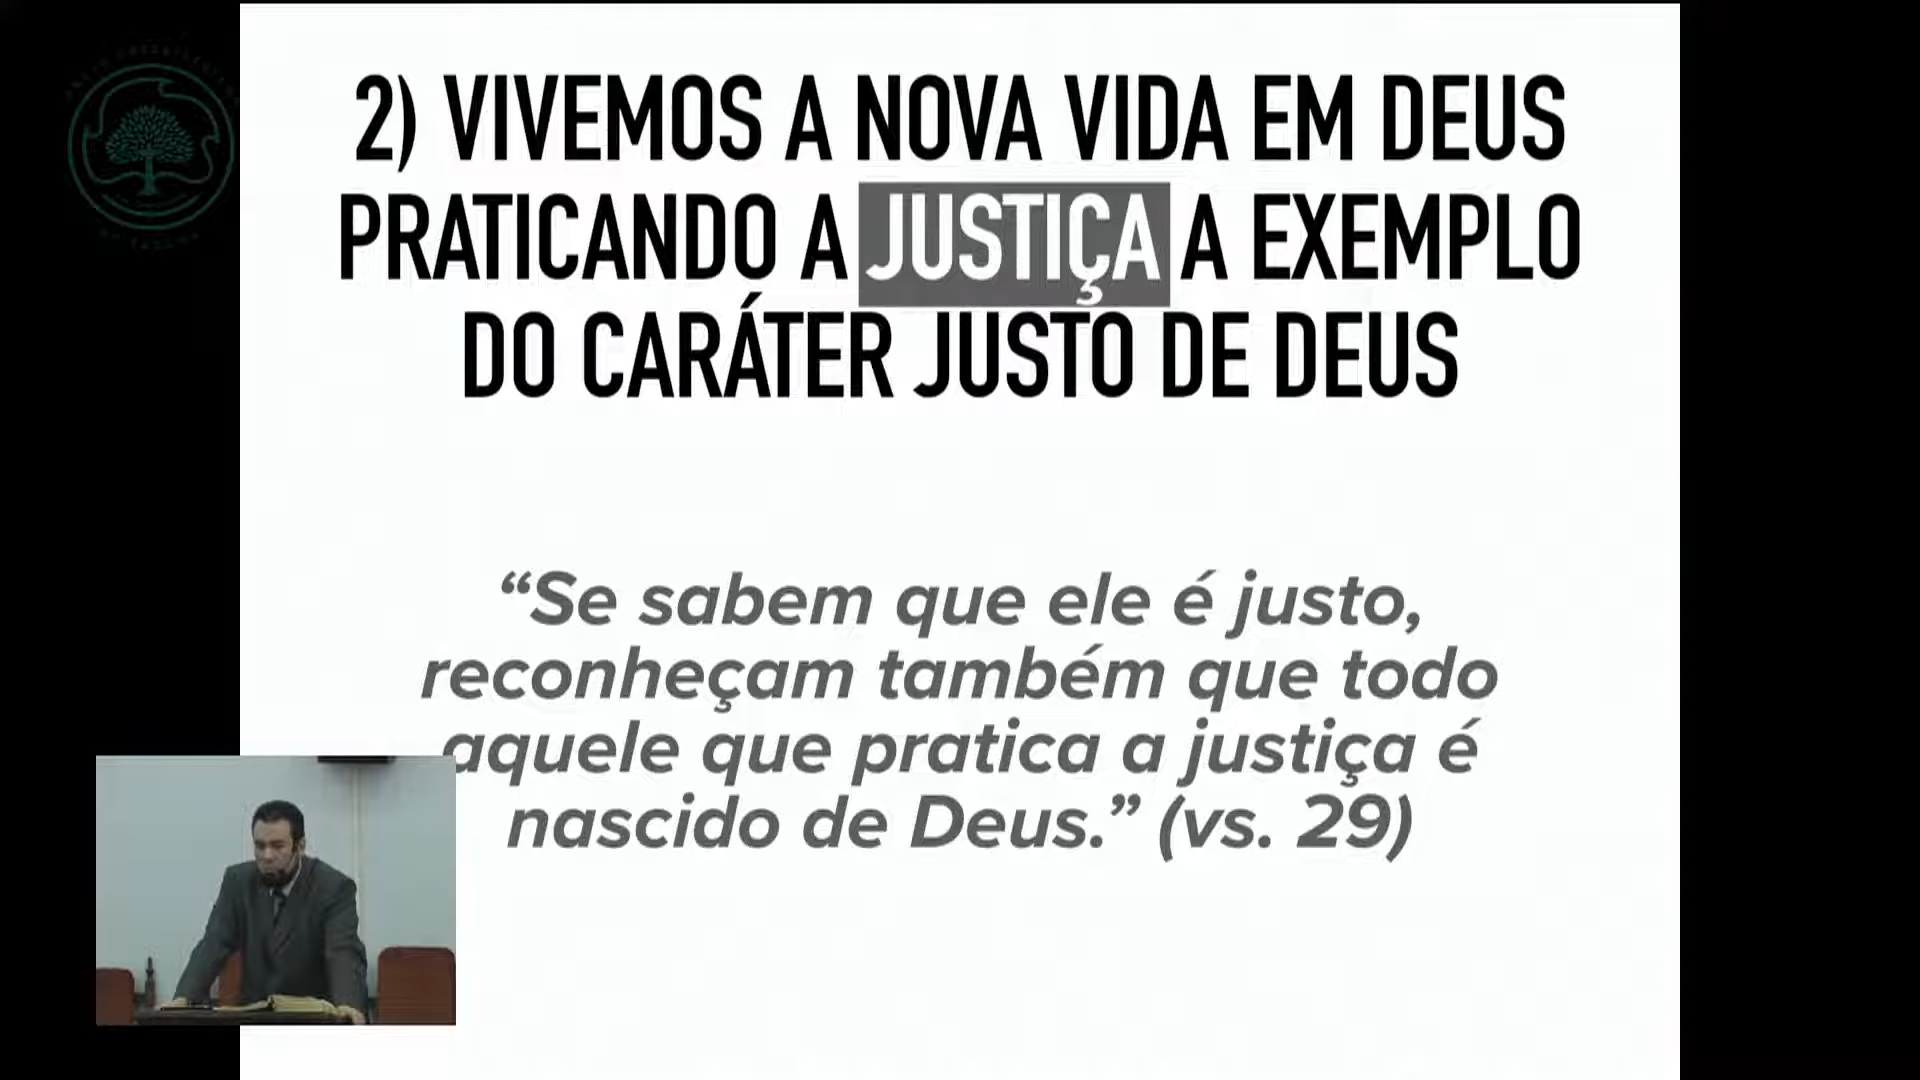 2) VIVEMOS A NOVA VIDA EM DEUS
PRATICANDO A JUSTIÇA A EXEMPLO
DO CARÁTER JUSTO DE DEUS
“Se sabem que ele é justo,
reconheçam também que todo
aquele que pratica a justiça é
nascido de Deus.” (vs. 29)